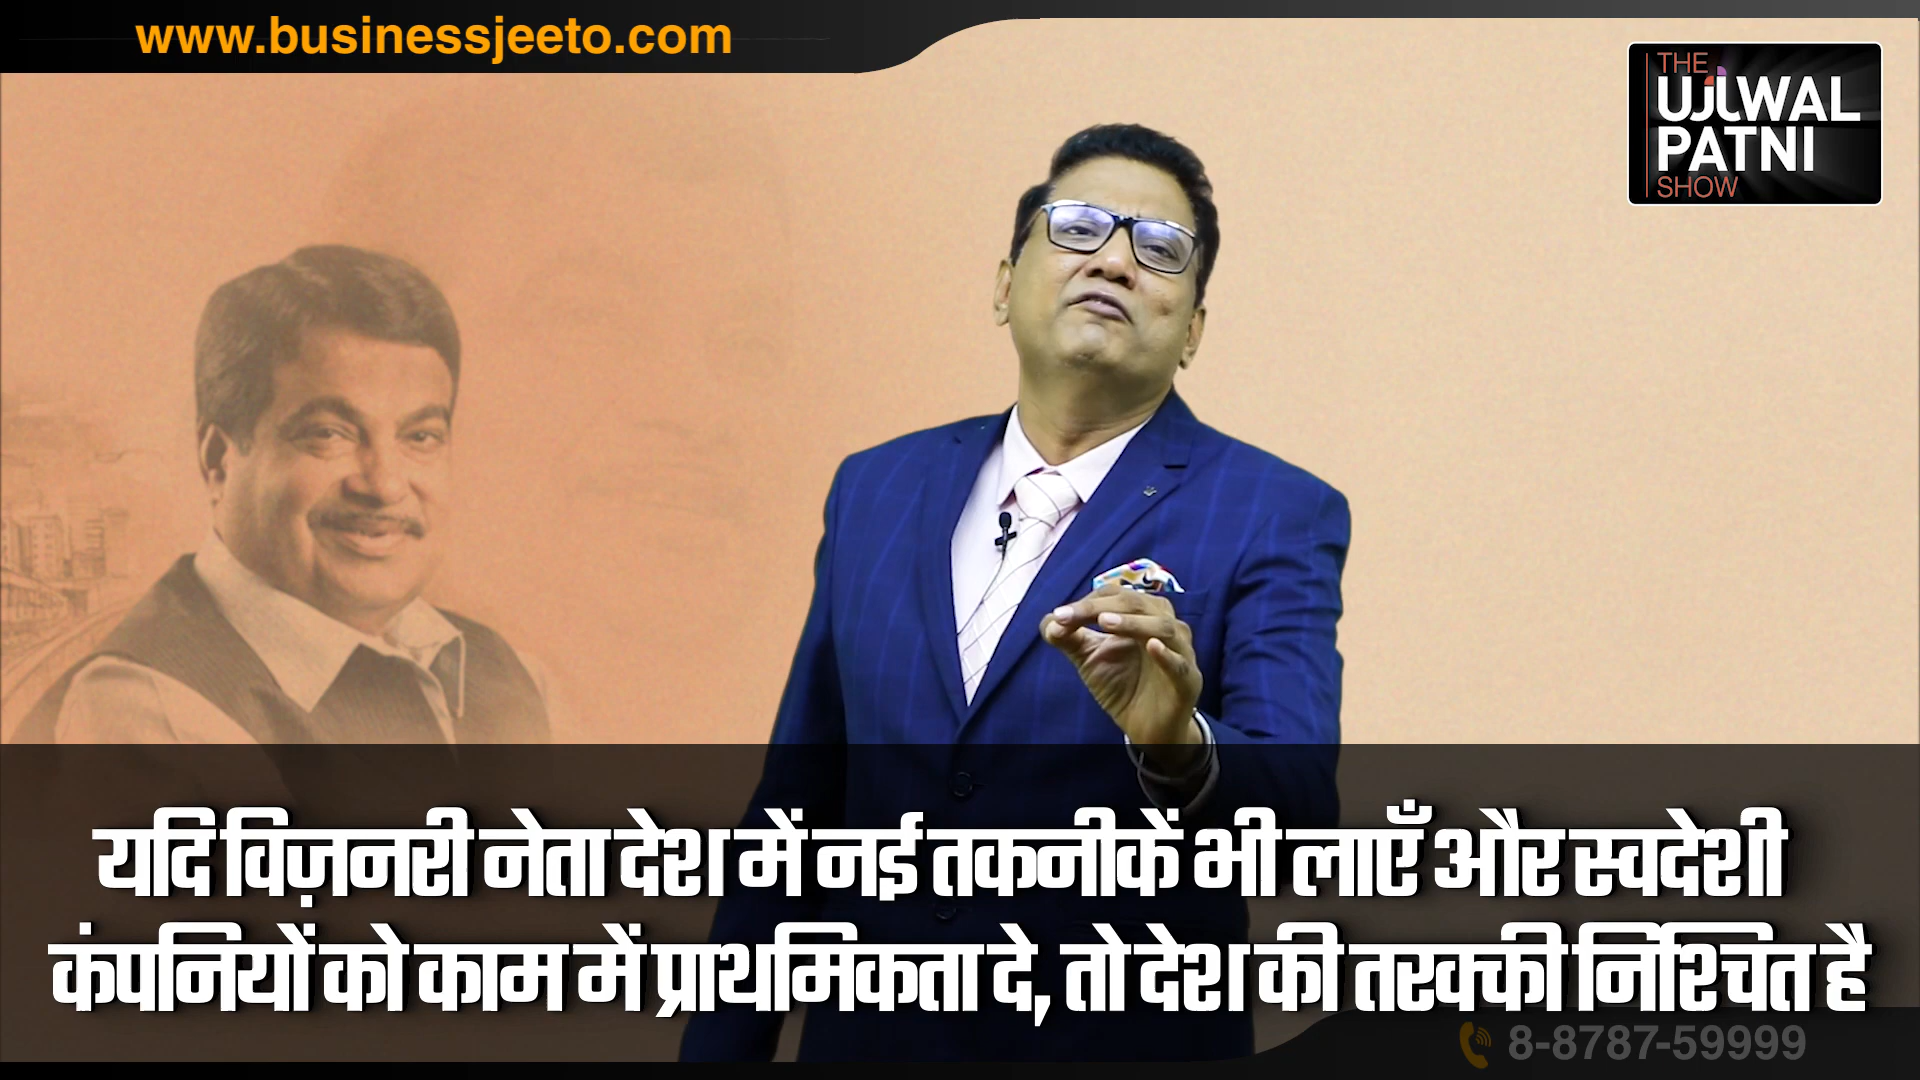 www.businessjeeto.com
THE
UJJWAL
PATNI
SHOW
यदि विज़नरी नेता देश में नई तकनीकें भी लाएँ और स्वदेशी
कंपनियों को काम में प्राथमिकता दे, तो देश की तरक्की निश्चित है
8-8787-59999